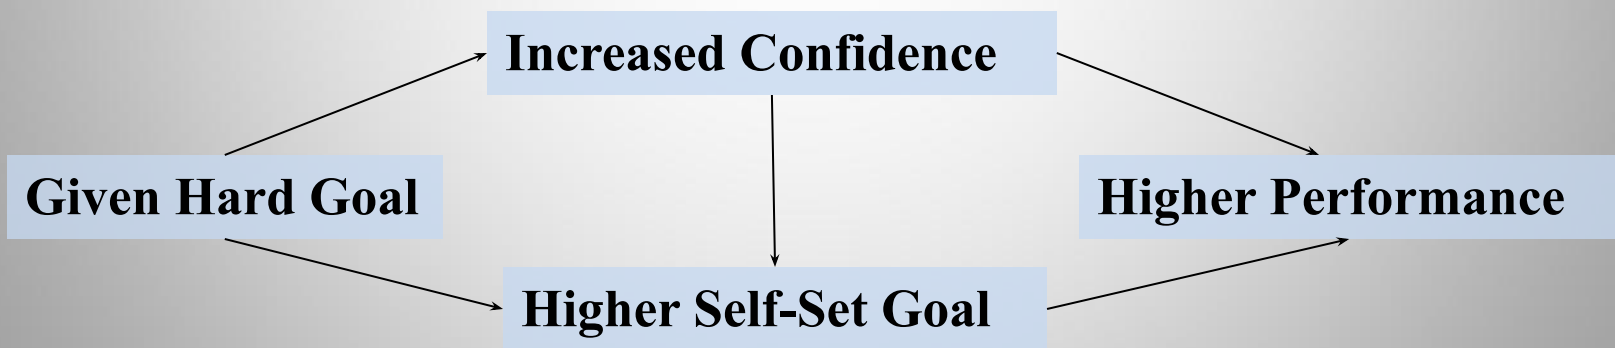 Increased Confidence
Given Hard Goal
Higher Performance
Higher Self-Set Goal